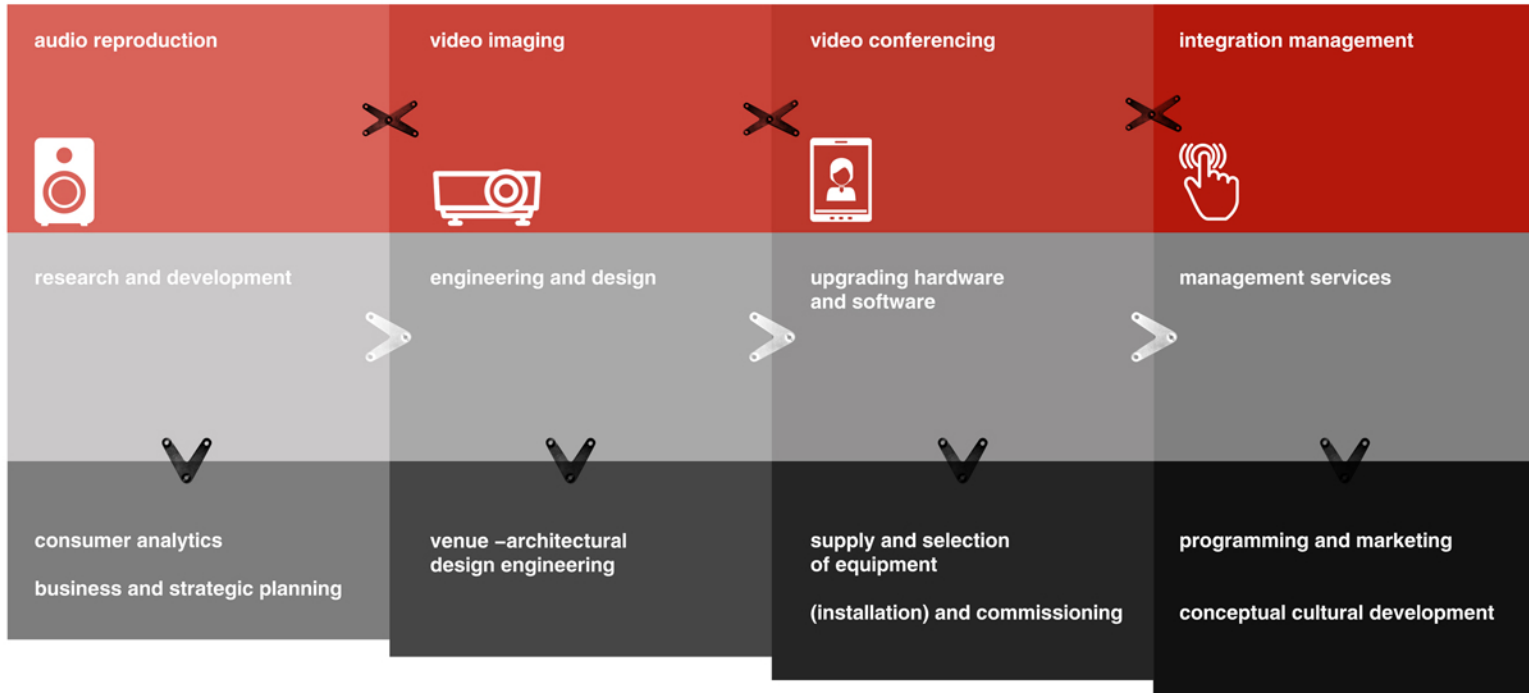 audio reproduction
video imaging
video conferencing
integration management
research and development
engineering and design
upgrading hardware
and software
management services
consumer analytics
business and strategic planning
venue –architectural
design engineering
supply and selection
of equipment
(installation) and commissioning
programming and marketing
conceptual cultural development